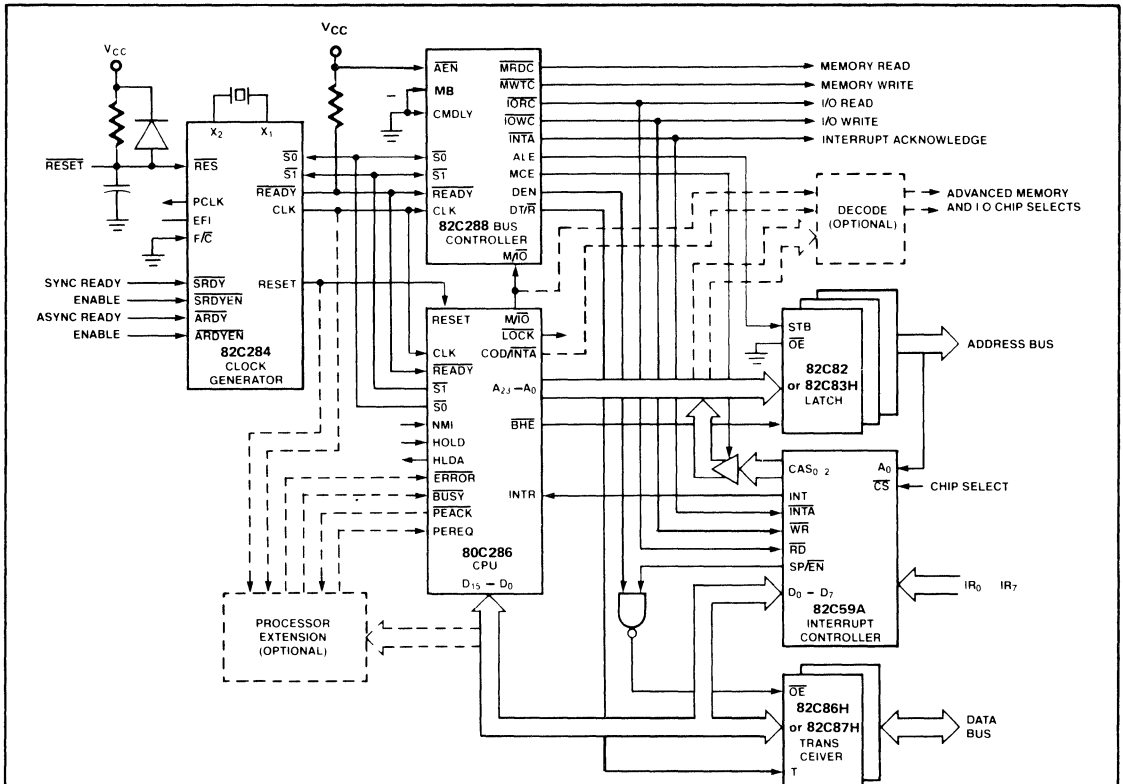 VCC
X2 X1
RESET
RES
S0
S1
READY
CLK
PCLK
EFI
F/C
SYNC READY
ENABLE
ASYNC READY
ENABLE
SRDY
SRDYEN
ARDY
ARDYEN
RESET
82C284
CLOCK
GENERATOR
VCC
AEN
MB
CMDLY
S0
S1
READY
CLK
MRDC
MWTC
IORC
IOWC
INTA
ALE
MCE
DEN
DT/R
82C288 BUS
CONTROLLER
M/IO
MEMORY READ
MEMORY WRITE
I/O READ
I/O WRITE
INTERRUPT ACKNOWLEDGE
DECODE
(OPTIONAL)
ADVANCED MEMORY
AND I O CHIP SELECTS
RESET
CLK
READY
S1
S0
NMI
HOLD
HLDA
ERROR
BUSY
PEACK
PEREQ
M/IO
LOCK
COD/INTA
A23 – A0
BHE
INTR
80C286
CPU
D15 – D0
STB
OE
82C82
or 82C83H
LATCH
ADDRESS BUS
CAS0 2
A0
CS
CHIP SELECT
INT
INTA
WR
RD
SP/EN
D0 – D7
82C59A
INTERRUPT
CONTROLLER
IR0 IR7
PROCESSOR
EXTENSION
(OPTIONAL)
OE
82C86H
or 82C87H
TRANS
CEIVER
T
DATA
BUS